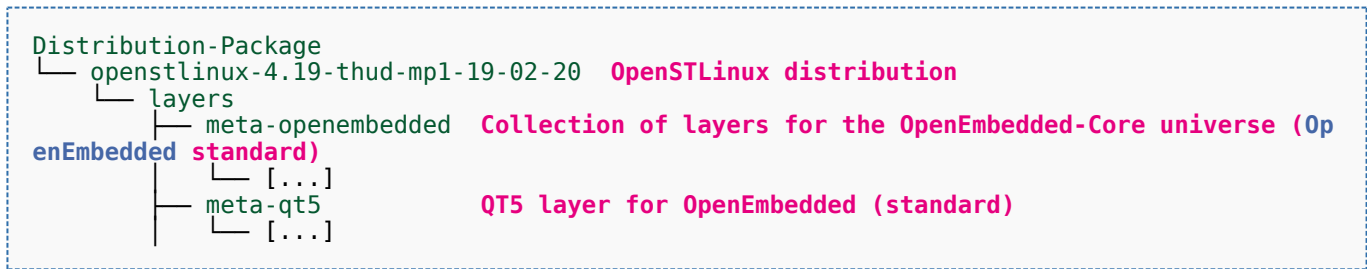 Distribution-Package
└── openstlinux-4.19-thud-mp1-19-02-20  OpenSTLinux distribution
    └── layers
        ├── meta-openembedded  Collection of layers for the OpenEmbedded-Core universe (Op
enEmbedded standard)
        │   └── [...]
        ├── meta-qt5           QT5 layer for OpenEmbedded (standard)
        │   └── [...]